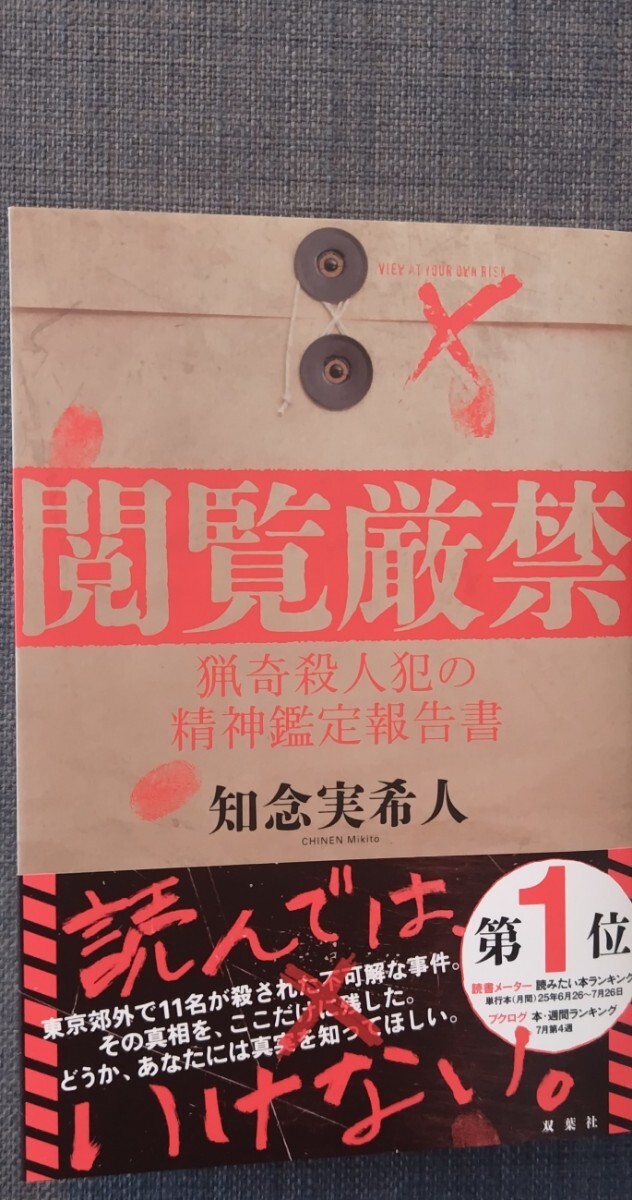 VIEW AT YOUR OWN RISK
閲覧厳禁
猟奇殺人犯の
精神鑑定報告書
知念実希人
CHINEN Mikito
読んでは、
東京郊外で11名が殺された不可解な事件。
その真相を、ここだけに残した。
どうか、あなたには真実を知ってほしい。
いけない。
第1位
読書メーター 読みたい本ランキング
単行本(月間)25年6月26~7月26日
ブクログ 本・週間ランキング
7月第4週
双葉社